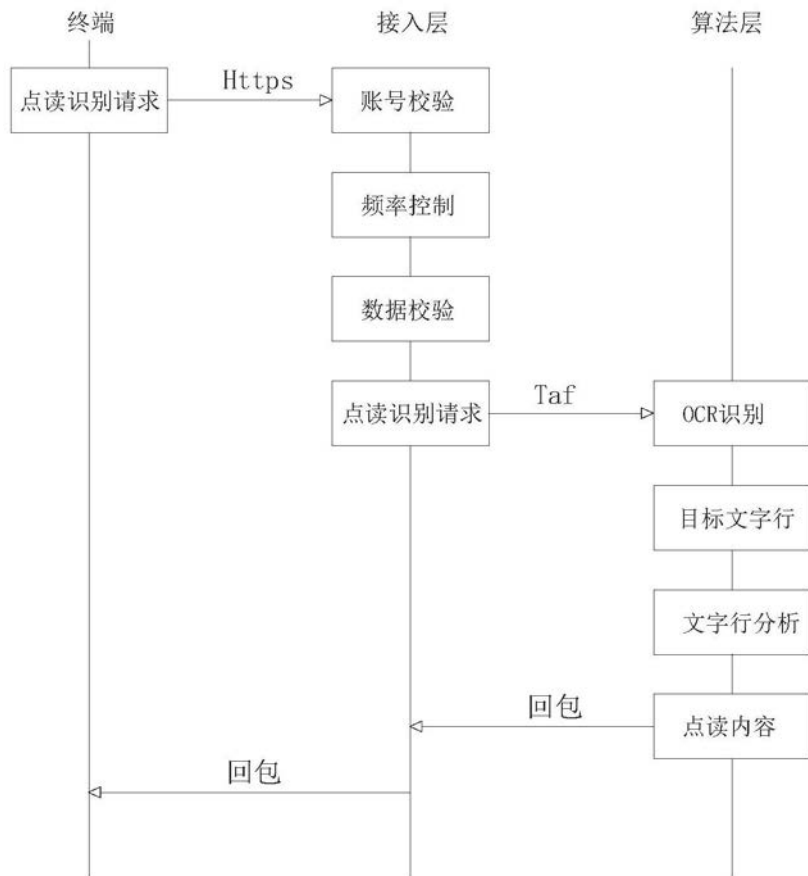 终端
接入层
算法层
点读识别请求
Https
账号校验
频率控制
数据校验
点读识别请求
Taf
OCR识别
目标文字行
文字行分析
点读内容
回包
回包